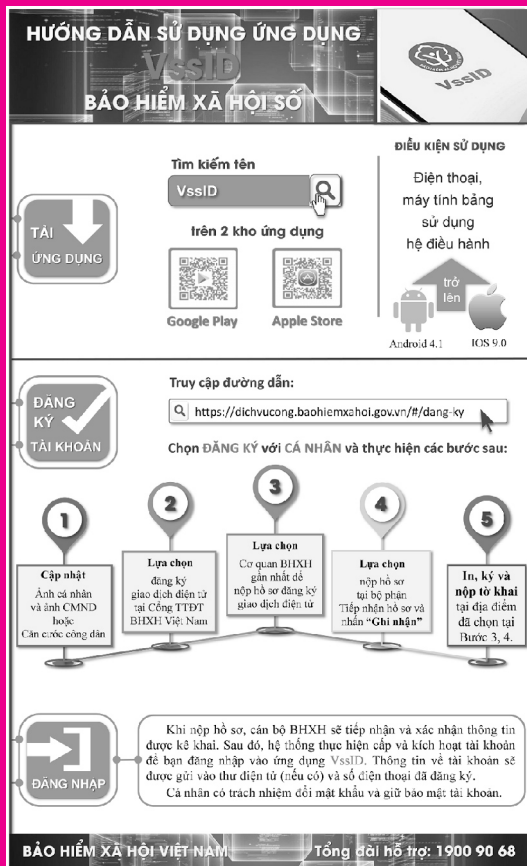 HƯỚNG DẪN SỬ DỤNG ỨNG DỤNG
VssID
BẢO HIỂM XÃ HỘI SỐ
VssID
TẢI
ỨNG DỤNG
Tìm kiếm tên
VssID
trên 2 kho ứng dụng
Google Play
Apple Store
ĐIỀU KIỆN SỬ DỤNG
Điện thoại,
máy tính bảng
sử dụng
hệ điều hành
trở
lên
Android 4.1
IOS 9.0
ĐĂNG
KÝ
TÀI KHOẢN
Truy cập đường dẫn:
https://dichvucong.baohiemxahoi.gov.vn/#/dang-ky
Chọn ĐĂNG KÝ với CÁ NHÂN và thực hiện các bước sau:
1
Cập nhật
Ảnh cá nhân
và ảnh CMND
hoặc
Căn cước công dân
2
Lựa chọn
đăng ký
giao dịch điện tử
tại Cổng TTĐT
BHXH Việt Nam
3
Lựa chọn
Cơ quan BHXH
gần nhất để
nộp hồ sơ đăng ký
giao dịch điện tử
4
Lựa chọn
nộp hồ sơ
tại bộ phận
Tiếp nhận hồ sơ và
nhấn “Ghi nhận”
5
In, ký và
nộp tờ khai
tại địa điểm
đã chọn tại
Bước 3, 4.
ĐĂNG NHẬP
Khi nộp hồ sơ, cán bộ BHXH sẽ tiếp nhận và xác nhận thông tin
được kê khai. Sau đó, hệ thống thực hiện cấp và kích hoạt tài khoản
để bạn đăng nhập vào ứng dụng VssID. Thông tin về tài khoản sẽ
được gửi vào thư điện tử (nếu có) và số điện thoại đã đăng ký.
Cá nhân có trách nhiệm đổi mật khẩu và giữ bảo mật tài khoản.
BẢO HIỂM XÃ HỘI VIỆT NAM
Tổng đài hỗ trợ: 1900 90 68